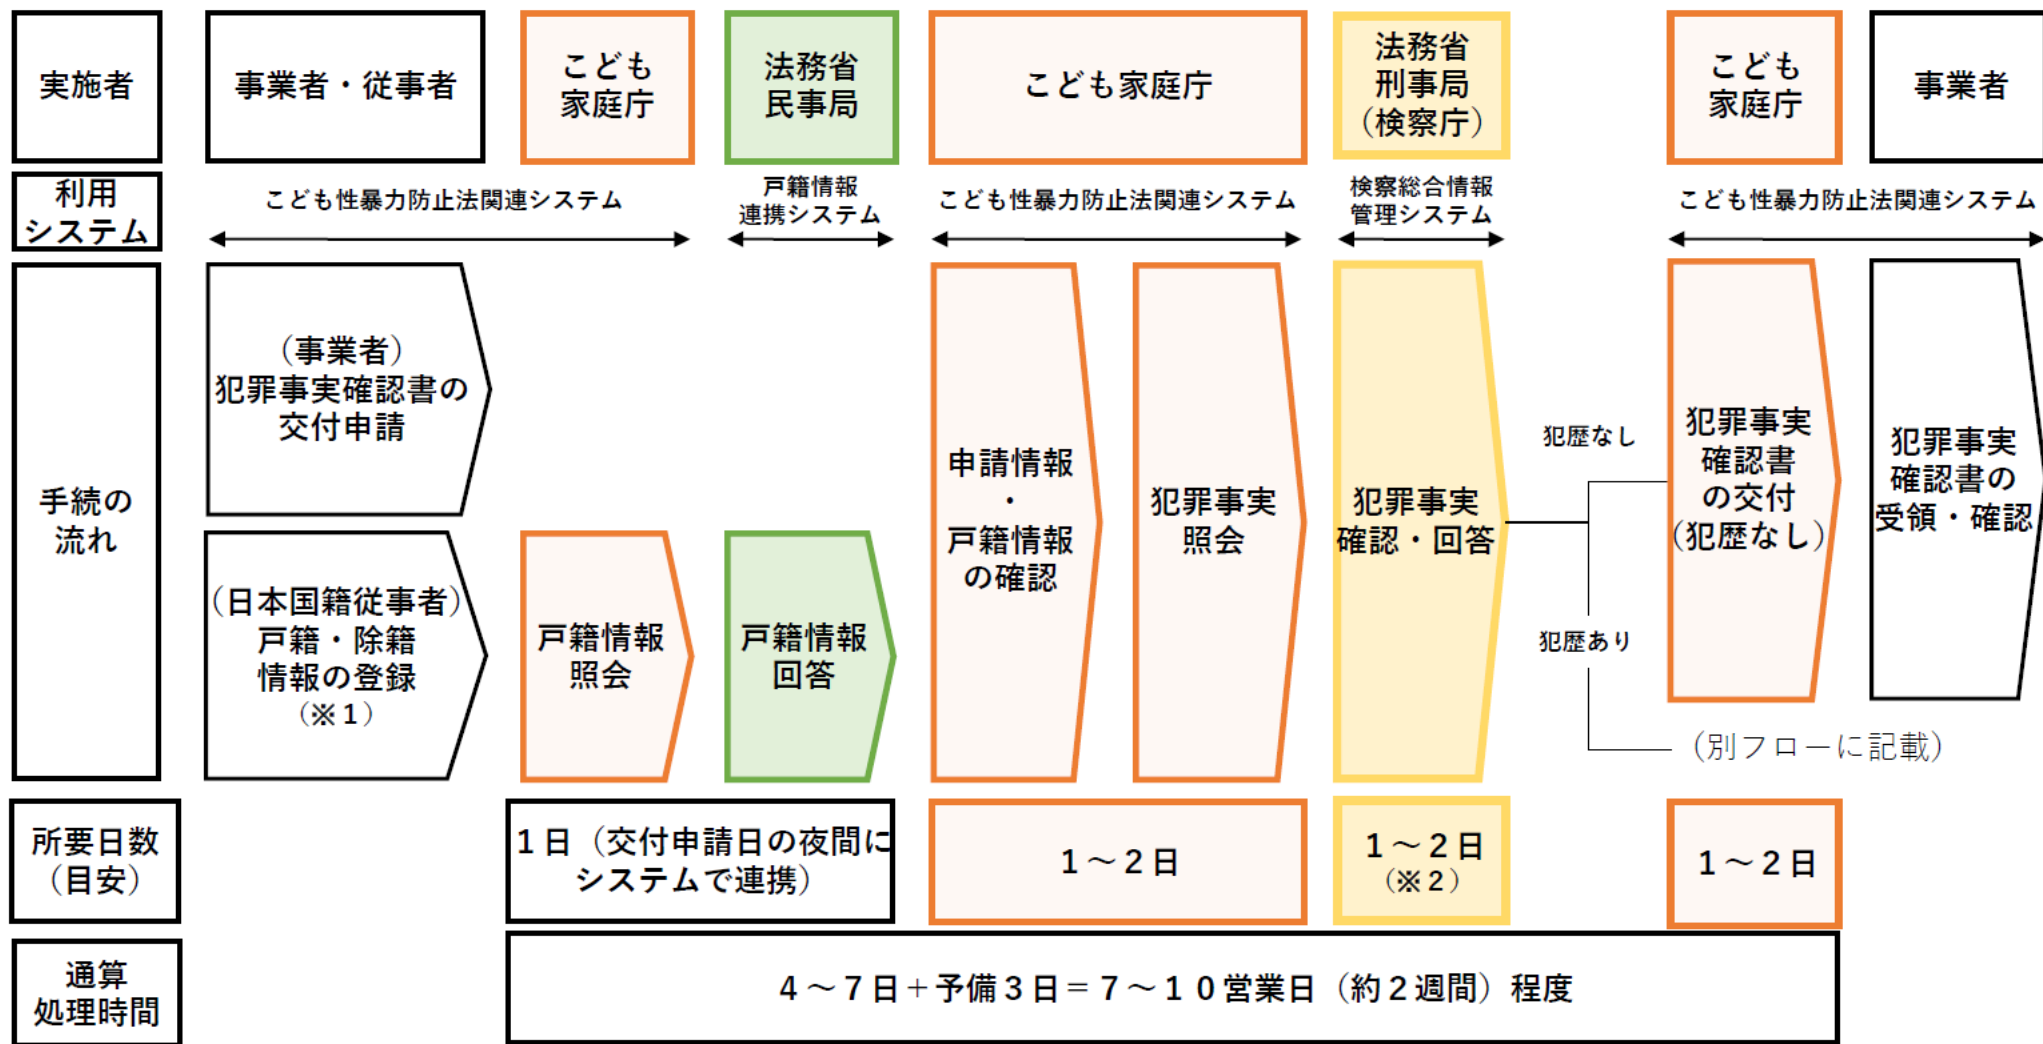 実施者
事業者・従事者
こども
家庭庁
法務省
民事局
こども家庭庁
法務省
刑事局
（検察庁）
こども
家庭庁
事業者
利用
システム
こども性暴力防止法関連システム
戸籍情報
連携システム
こども性暴力防止法関連システム
検察総合情報
管理システム
こども性暴力防止法関連システム
手続の
流れ
（事業者）
犯罪事実確認書の
交付申請
（日本国籍従事者）
戸籍・除籍
情報の登録
（※１）
戸籍情報
照会
戸籍情報
回答
申請情報
・
戸籍情報
の確認
犯罪事実
照会
犯罪事実
確認・回答
犯歴なし
犯歴あり
犯罪事実
確認書
の交付
（犯歴なし）
犯罪事実
確認書の
受領・確認
（別フローに記載）
所要日数
（目安）
１日（交付申請日の夜間に
システムで連携）
１～２日
１～２日
（※２）
１～２日
通算
処理時間
４～７日＋予備３日＝７～１０営業日（約２週間）程度